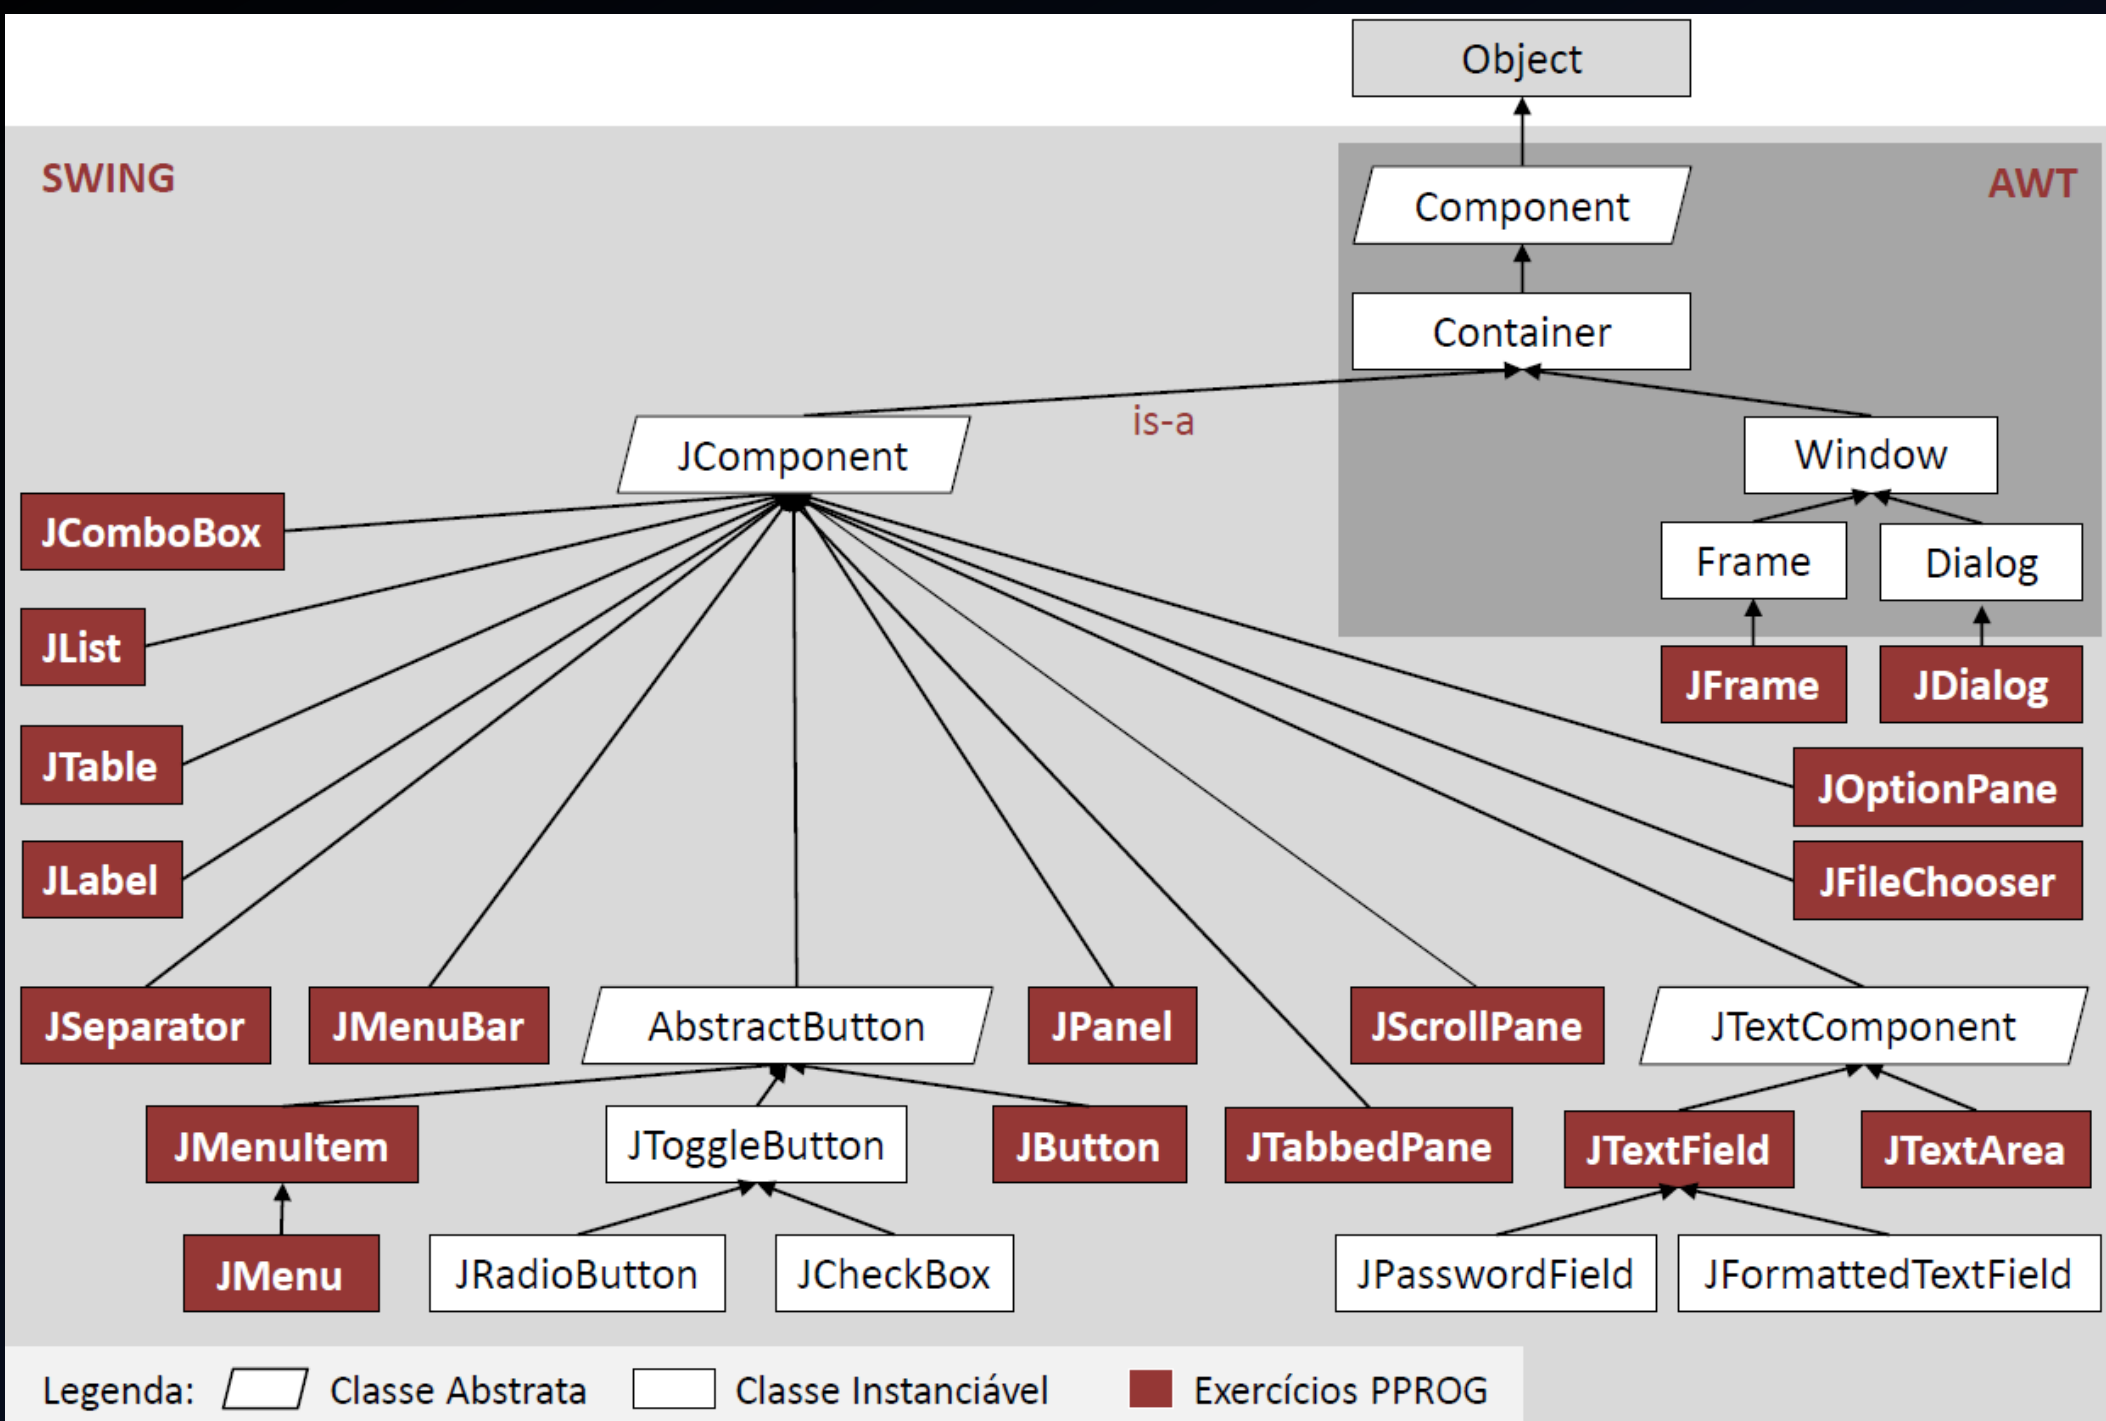 Object
SWING
AWT
Component
Container
is-a
JComponent
Window
JComboBox
Frame
Dialog
JList
JFrame
JDialog
JTable
JOptionPane
JLabel
JFileChooser
JSeparator
JMenuBar
AbstractButton
JPanel
JScrollPane
JTextComponent
JMenuItem
JToggleButton
JButton
JTabbedPane
JTextField
JTextArea
JMenu
JRadioButton
JCheckBox
JPasswordField
JFormattedTextField
Legenda: Classe Abstrata Classe Instanciável Exercícios PPROG